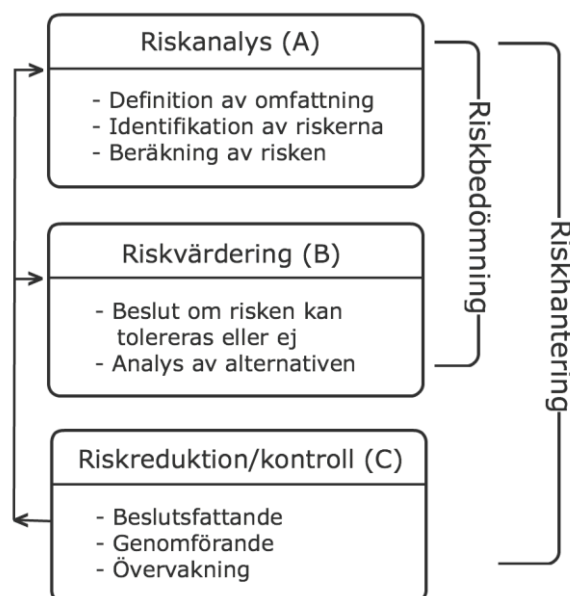 Riskanalys (A)
- Definition av omfattning
- Identifikation av riskerna
- Beräkning av risken
Riskvärdering (B)
- Beslut om risken kan
tolereras eller ej
- Analys av alternativen
Riskreduktion/kontroll (C)
- Beslutsfattande
- Genomförande
- Övervakning
Riskbedömning
Riskhantering